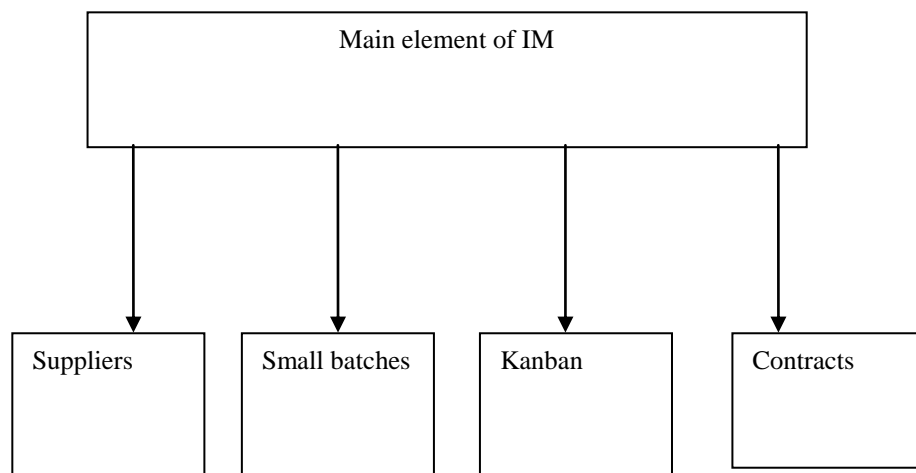 Main element of IM
Suppliers
Small batches
Kanban
Contracts